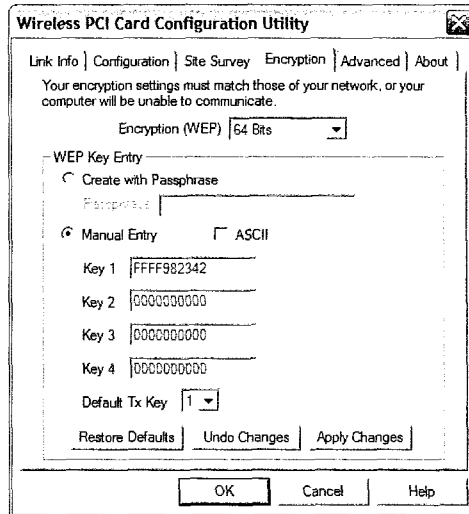 Wireless PCI Card Configuration Utility
Link Info Configuration Site Survey Encryption Advanced About
Your encryption settings must match those of your network, or your
computer will be unable to communicate.
Encryption (WEP) 64 Bits
WEP Key Entry
Create with Passphrase
Manual Entry ASCII
Key 1 FFFF982342
Key 2 0000000000
Key 3 0000000000
Key 4 0000000000
Default Tx Key 1
Restore Defaults Undo Changes Apply Changes
OK Cancel Help